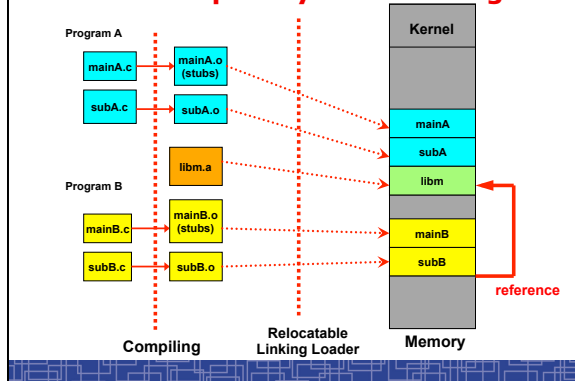 Program A
Kernel
mainA.c
mainA.o
(stubs)
subA.c
subA.o
mainA
subA
libm.a
libm
Program B
mainB.c
mainB.o
(stubs)
mainB
subB.c
subB.o
subB
reference
Compiling
Relocatable
Linking Loader
Memory